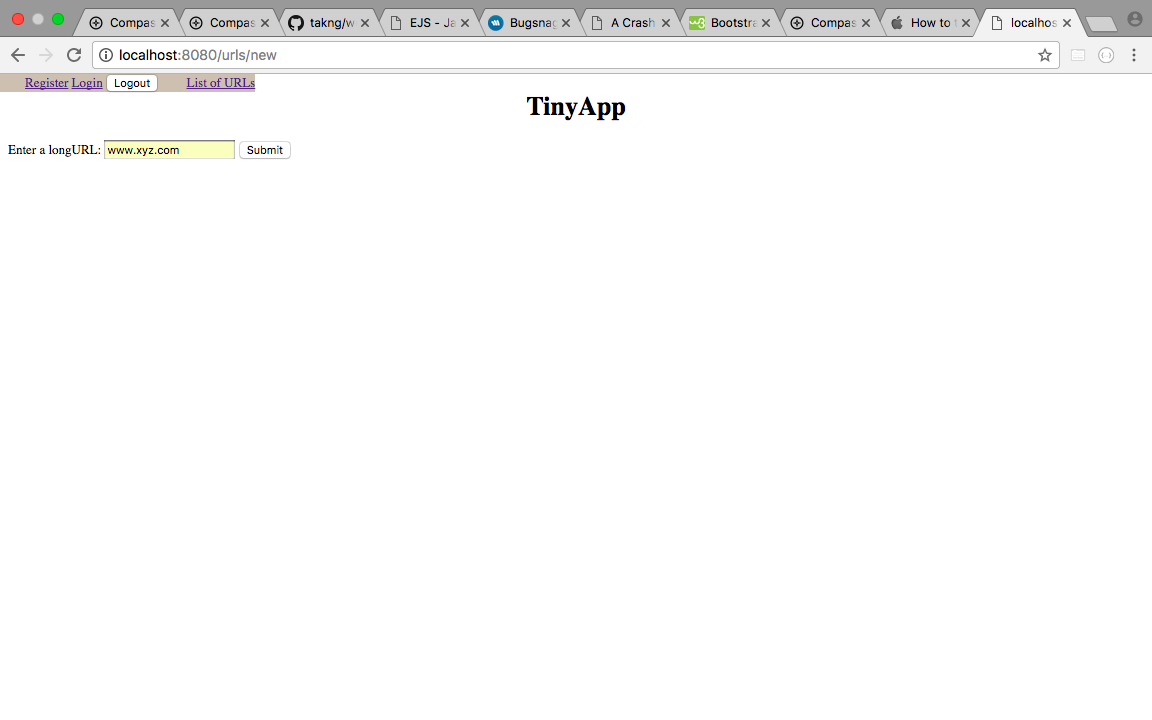 Compas Compas takng/w EJS - Ja Bugsnag A Crash Bootstra Compas How to t localhos
localhost:8080/urls/new
Register Login Logout List of URLs
TinyApp
Enter a longURL: www.xyz.com Submit